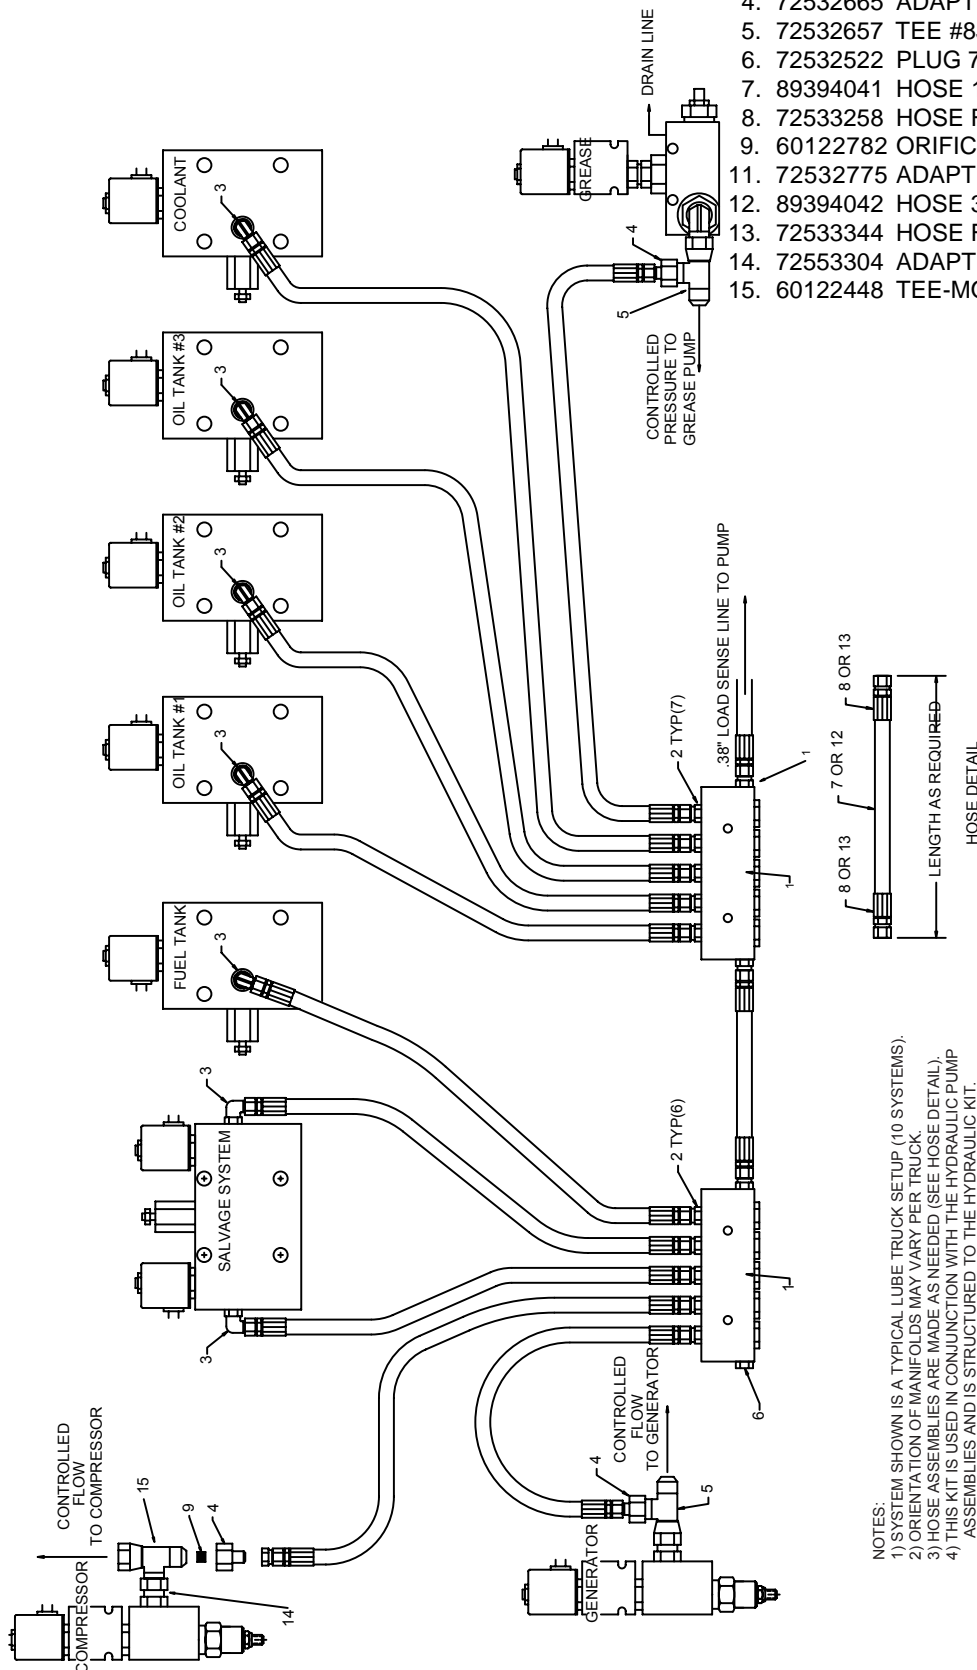 4. 72532665 ADAPT
5. 72532657 TEE #8
6. 72532522 PLUG 7
7. 89394041 HOSE 1
8. 72533258 HOSE F
9. 60122782 ORIFIC
11. 72532775 ADAPT
12. 89394042 HOSE 3
13. 72533344 HOSE F
14. 72553304 ADAPT
15. 60122448 TEE-MO
DRAIN LINE
GREASE
4
5
CONTROLLED
PRESSURE TO
GREASE PUMP
COOLANT
3
OIL TANK #3
3
OIL TANK #2
3
OIL TANK #1
3
FUEL TANK
3
SALVAGE SYSTEM
3
3
2 TYP(7)
.38" LOAD SENSE LINE TO PUMP
1
1
2 TYP(6)
1
6
CONTROLLED
FLOW
TO COMPRESSOR
COMPRESSOR
15
9
4
14
CONTROLLED
FLOW
TO GENERATOR
GENERATOR
4
5
8 OR 13
7 OR 12
8 OR 13
LENGTH AS REQUIRED
HOSE DETAIL
NOTES:
1) SYSTEM SHOWN IS A TYPICAL LUBE TRUCK SETUP (10 SYSTEMS).
2) ORIENTATION OF MANIFOLDS MAY VARY PER TRUCK.
3) HOSE ASSEMBLIES ARE MADE AS NEEDED (SEE HOSE DETAIL).
4) THIS KIT IS USED IN CONJUNCTION WITH THE HYDRAULIC PUMP
ASSEMBLIES AND IS STRUCTURED TO THE HYDRAULIC KIT.